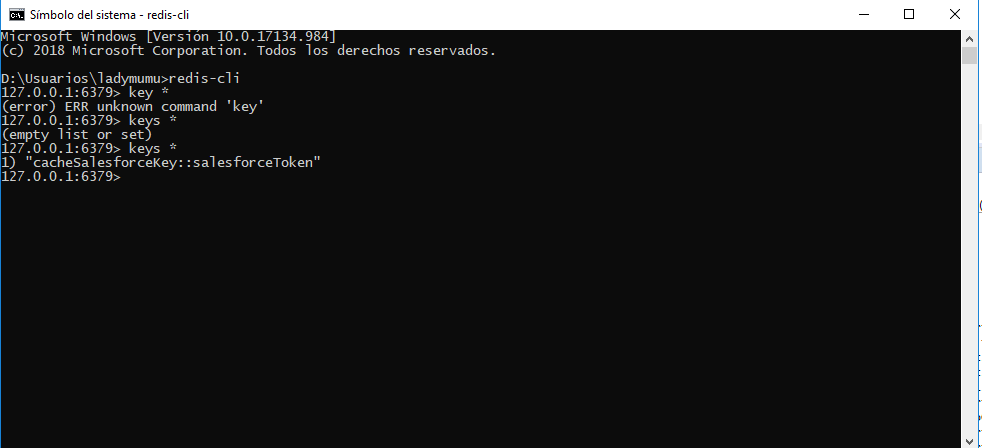 Símbolo del sistema - redis-cli
Microsoft Windows [Versión 10.0.17134.984]
(c) 2018 Microsoft Corporation. Todos los derechos reservados.
D:\Usuarios\ladymumu>redis-cli
127.0.0.1:6379> key *
(error) ERR unknown command 'key'
127.0.0.1:6379> keys *
(empty list or set)
127.0.0.1:6379> keys *
1) "cacheSalesforceKey::salesforceToken"
127.0.0.1:6379>